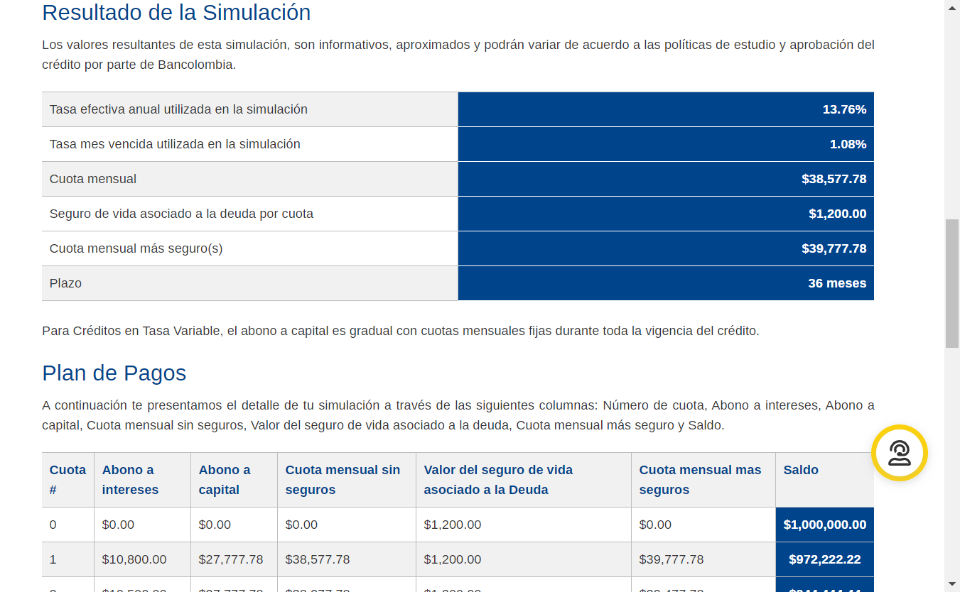 Resultado de la Simulación
Los valores resultantes de esta simulación, son informativos, aproximados y podrán variar de acuerdo a las políticas de estudio y aprobación del
crédito por parte de Bancolombia.
Tasa efectiva anual utilizada en la simulación 13.76%
Tasa mes vencida utilizada en la simulación 1.08%
Cuota mensual $38,577.78
Seguro de vida asociado a la deuda por cuota $1,200.00
Cuota mensual más seguro(s) $39,777.78
Plazo 36 meses
Para Créditos en Tasa Variable, el abono a capital es gradual con cuotas mensuales fijas durante toda la vigencia del crédito.
Plan de Pagos
A continuación te presentamos el detalle de tu simulación a través de las siguientes columnas: Número de cuota, Abono a intereses, Abono a
capital, Cuota mensual sin seguros, Valor del seguro de vida asociado a la deuda, Cuota mensual más seguro y Saldo.
Cuota Abono a Abono a Cuota mensual sin Valor del seguro de vida Cuota mensual mas Saldo
# intereses capital seguros asociado a la Deuda seguros
0 $0.00 $0.00 $0.00 $1,200.00 $0.00 $1,000,000.00
1 $10,800.00 $27,777.78 $38,577.78 $1,200.00 $39,777.78 $972,222.22